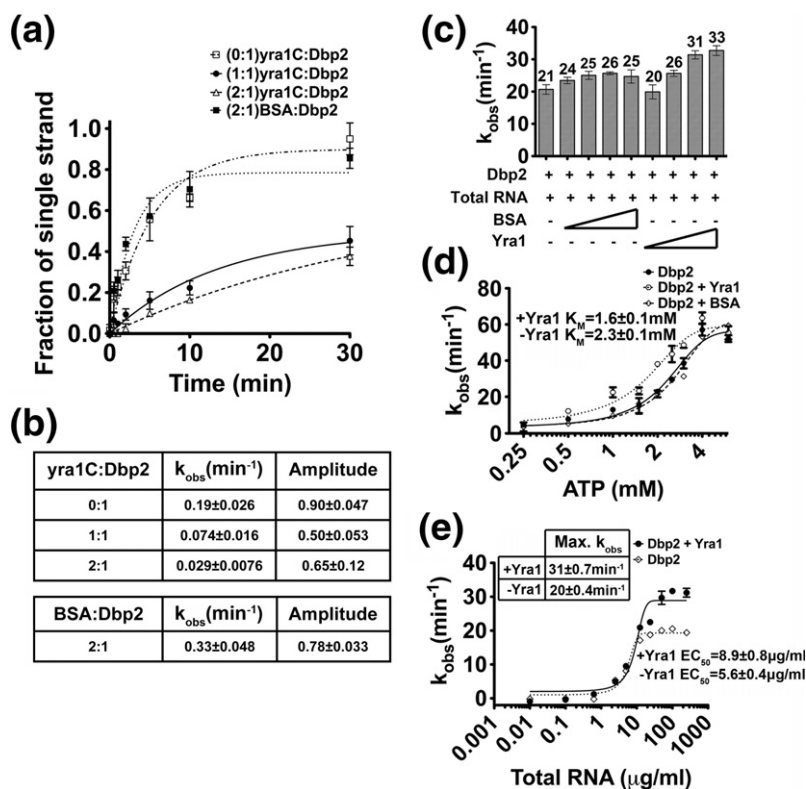 (a)
(0:1)yra1C:Dbp2
(1:1)yra1C:Dbp2
(2:1)yra1C:Dbp2
(2:1)BSA:Dbp2
Fraction of single strand
1.0
0.8
0.6
0.4
0.2
0.0
0 10 20 30
Time (min)
(b)
yra1C:Dbp2 kobs(min-1) Amplitude
0:1 0.19±0.026 0.90±0.047
1:1 0.074±0.016 0.50±0.053
2:1 0.029±0.0076 0.65±0.12
BSA:Dbp2 kobs(min-1) Amplitude
2:1 0.33±0.048 0.78±0.033
(c)
kobs(min-1)
40
30
20
10
0
21 24 25 26 25 20 26 31 33
Dbp2 + + + + + + + + +
Total RNA + + + + + + + + +
BSA - - - - -
Yra1 - - - - - -
(d)
Dbp2
Dbp2 + Yra1
Dbp2 + BSA
+Yra1 KM=1.6±0.1mM
-Yra1 KM=2.3±0.1mM
kobs(min-1)
80
60
40
20
0
0.25 0.5 1 2 4
ATP (mM)
(e)
Max. kobs
+Yra1 31±0.7min-1
-Yra1 20±0.4min-1
Dbp2 + Yra1
Dbp2
kobs(min-1)
40
30
20
10
0
+Yra1 EC50=8.9±0.8µg/ml
-Yra1 EC50=5.6±0.4µg/ml
0.001 0.01 0.1 1 10 100 1000
Total RNA (µg/ml)